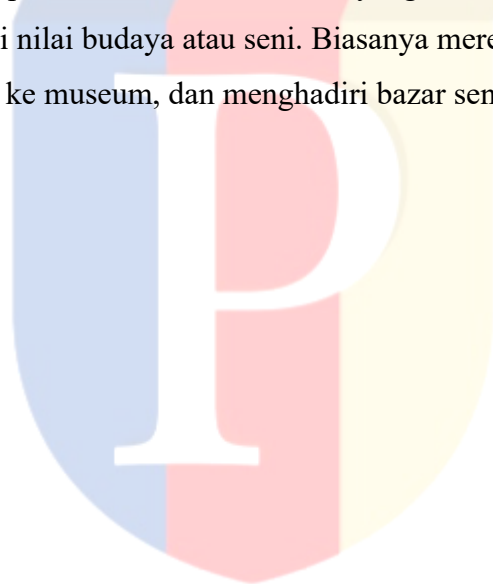 i nilai budaya atau seni. Biasanya mere
ke museum, dan menghadiri bazar sen
P